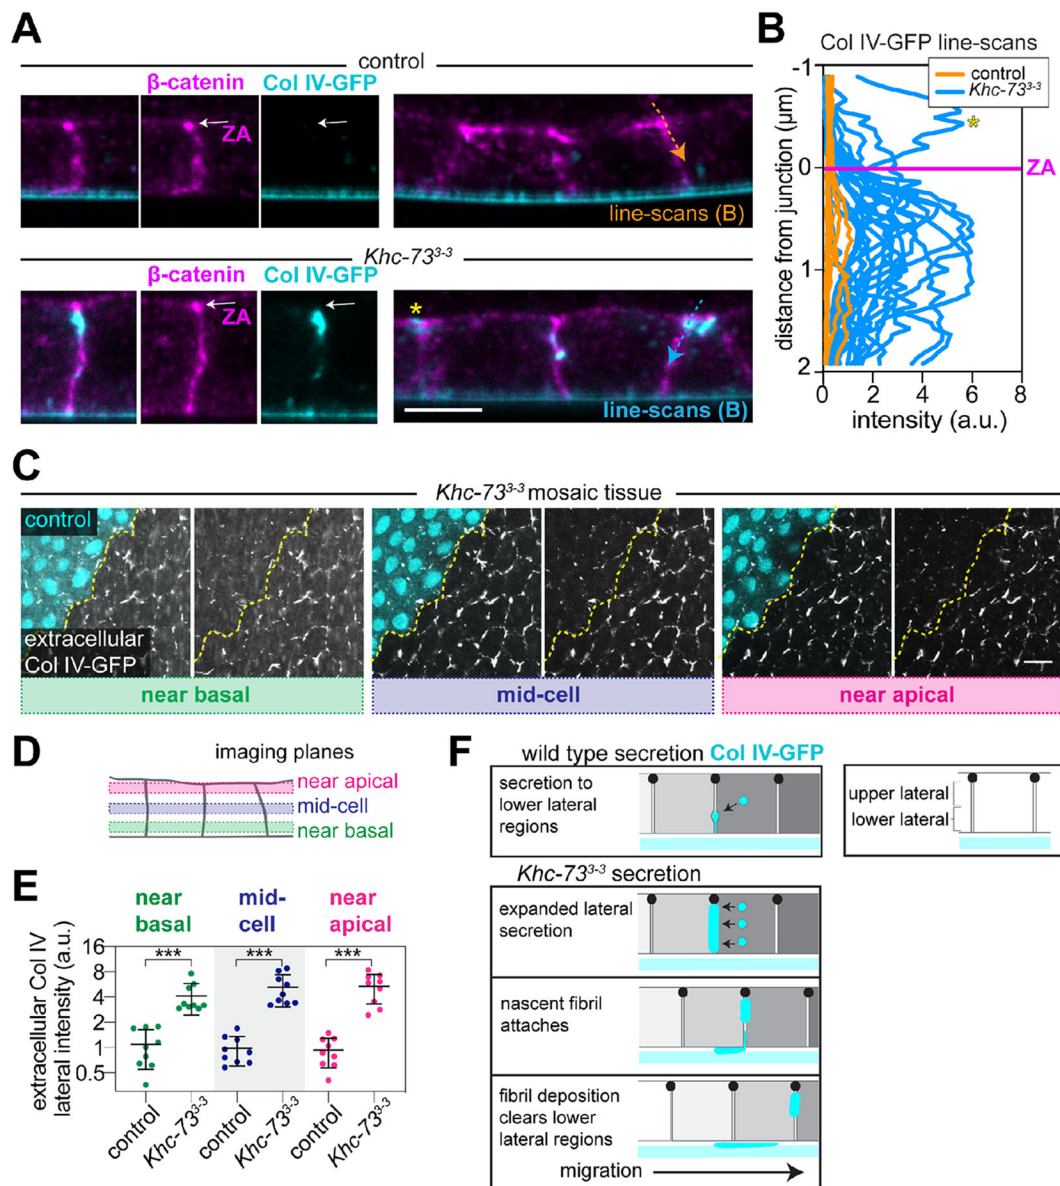 A
control
β-catenin Col IV-GFP
ZA
line-scans (B)
Khc-73³⁻³
β-catenin Col IV-GFP
ZA
*
line-scans (B)
B
Col IV-GFP line-scans
control
Khc-73³⁻³
*
ZA
distance from junction (μm)
-1
0
1
2
0 2 4 6 8
intensity (a.u.)
C
Khc-73³⁻³ mosaic tissue
control
extracellular
Col IV-GFP
near basal
mid-cell
near apical
D
imaging planes
near apical
mid-cell
near basal
E
near
basal
mid-
cell
near
apical
extracellular Col IV
lateral intensity (a.u.)
16
8
4
2
1
0.5
*** *** ***
control
Khc-73³⁻³
control
Khc-73³⁻³
control
Khc-73³⁻³
F
wild type secretion Col IV-GFP
secretion to
lower lateral
regions
upper lateral
lower lateral
Khc-73³⁻³ secretion
expanded lateral
secretion
nascent fibril
attaches
fibril deposition
clears lower
lateral regions
migration